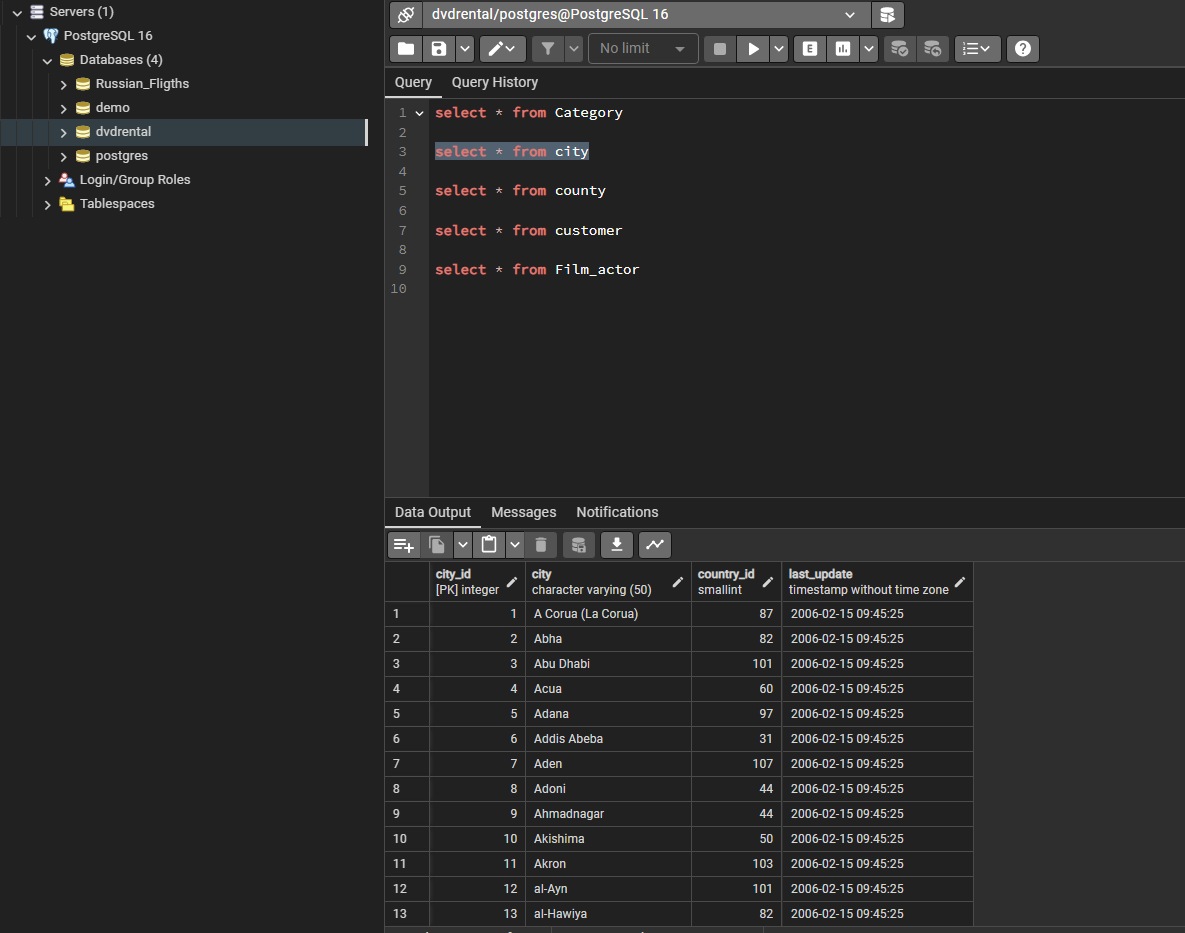 Servers (1)
PostgreSQL 16
Databases (4)
Russian_Fligths
demo
dvdrental
postgres
Login/Group Roles
Tablespaces
dvdrental/postgres@PostgreSQL 16
No limit
E
?
Query Query History
1 select * from Category
2
3 select * from city
4
5 select * from county
6
7 select * from customer
8
9 select * from Film_actor
10
Data Output Messages Notifications
city_id city country_id last_update
[PK] integer character varying (50) smallint timestamp without time zone
1 1 A Corua (La Corua) 87 2006-02-15 09:45:25
2 2 Abha 82 2006-02-15 09:45:25
3 3 Abu Dhabi 101 2006-02-15 09:45:25
4 4 Acua 60 2006-02-15 09:45:25
5 5 Adana 97 2006-02-15 09:45:25
6 6 Addis Abeba 31 2006-02-15 09:45:25
7 7 Aden 107 2006-02-15 09:45:25
8 8 Adoni 44 2006-02-15 09:45:25
9 9 Ahmadnagar 44 2006-02-15 09:45:25
10 10 Akishima 50 2006-02-15 09:45:25
11 11 Akron 103 2006-02-15 09:45:25
12 12 al-Ayn 101 2006-02-15 09:45:25
13 13 al-Hawiya 82 2006-02-15 09:45:25